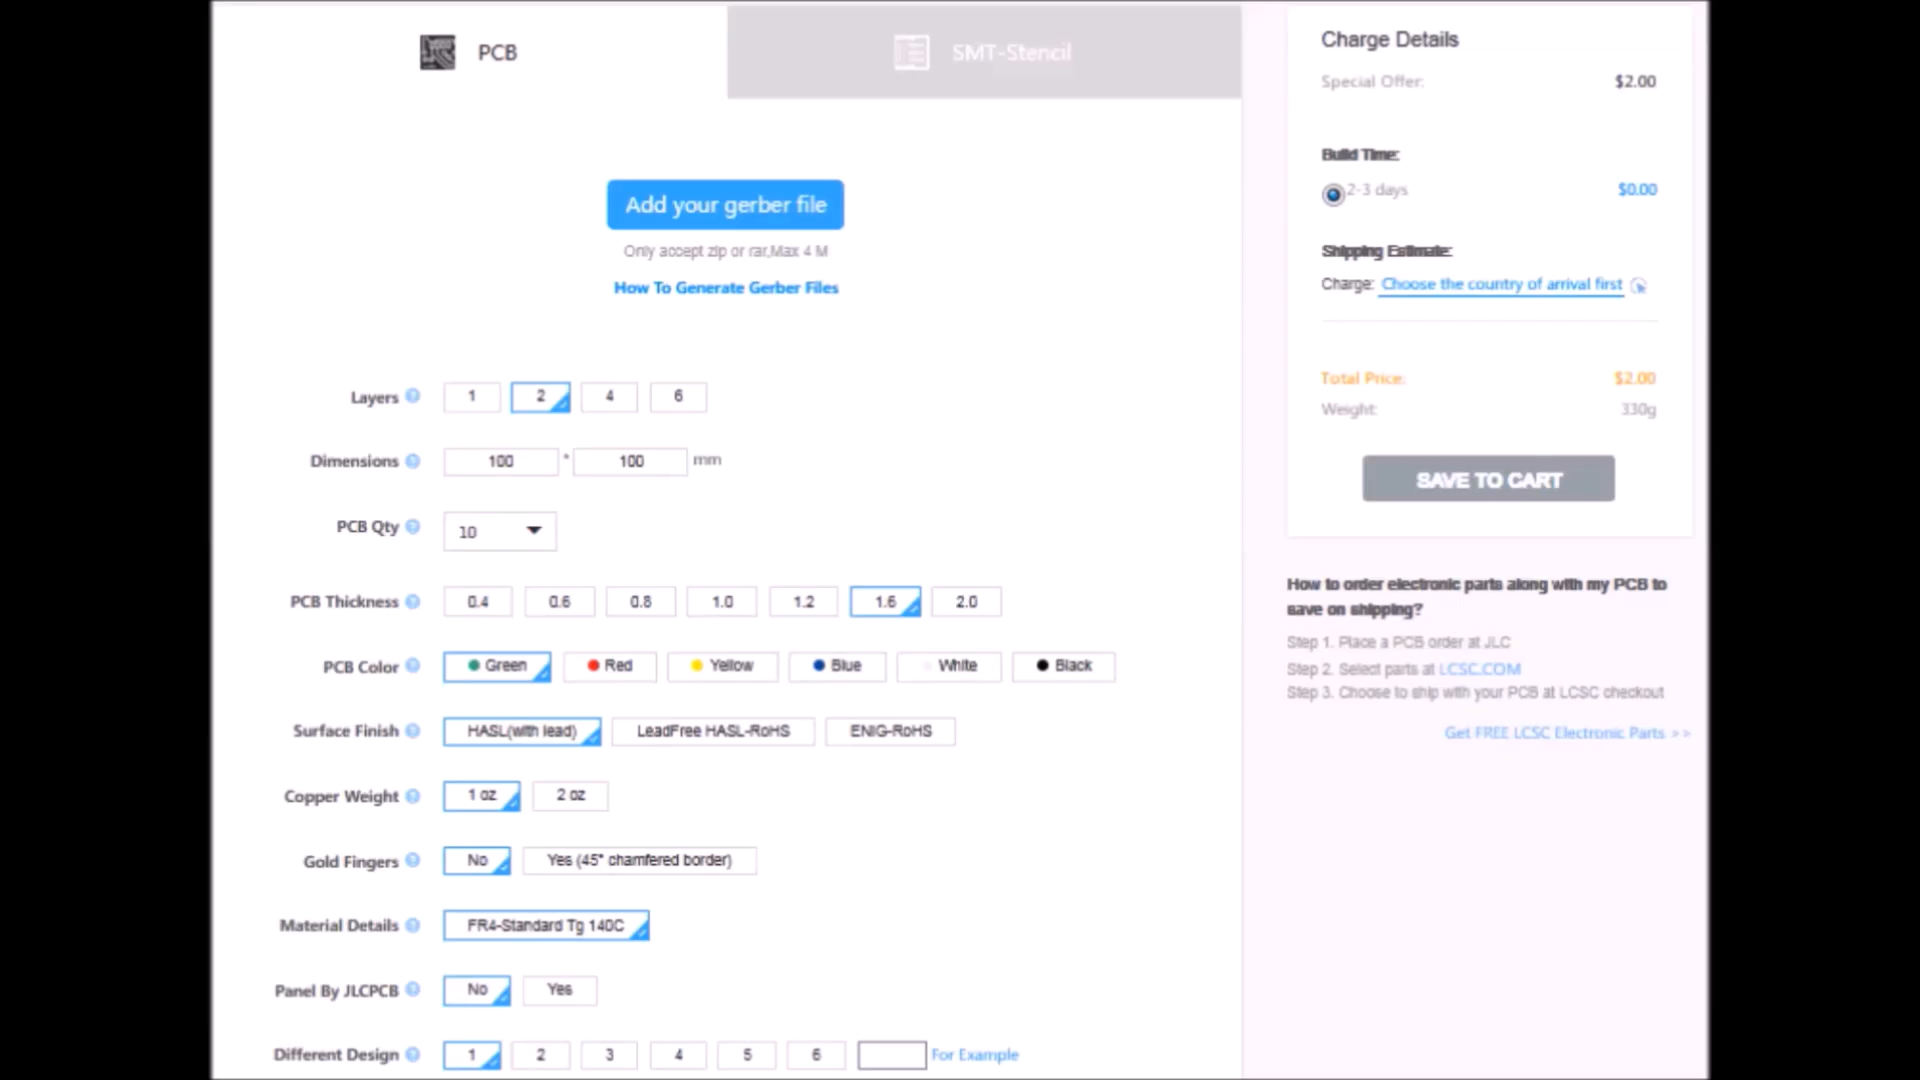 PCB
SMT-Stencil
Add your gerber file
Only accept zip or rar,Max 4 M
How To Generate Gerber Files
Layers 1 2 4 6
Dimensions 100 * 100 mm
PCB Qty 10
PCB Thickness 0.4 0.6 0.8 1.0 1.2 1.6 2.0
PCB Color Green Red Yellow Blue White Black
Surface Finish HASL(with lead) LeadFree HASL-RoHS ENIG-RoHS
Copper Weight 1 oz 2 oz
Gold Fingers No Yes (45° chamfered border)
Material Details FR4-Standard Tg 140C
Panel By JLCPCB No Yes
Different Design 1 2 3 4 5 6 For Example
Charge Details
Special Offer: $2.00
Build Time:
2-3 days $0.00
Shipping Estimate:
Charge: Choose the country of arrival first
Total Price: $2.00
Weight: 330g
SAVE TO CART
How to order electronic parts along with my PCB to
save on shipping?
Step 1. Place a PCB order at JLC
Step 2. Select parts at LCSC.COM
Step 3. Choose to ship with your PCB at LCSC checkout
Get FREE LCSC Electronic Parts >>